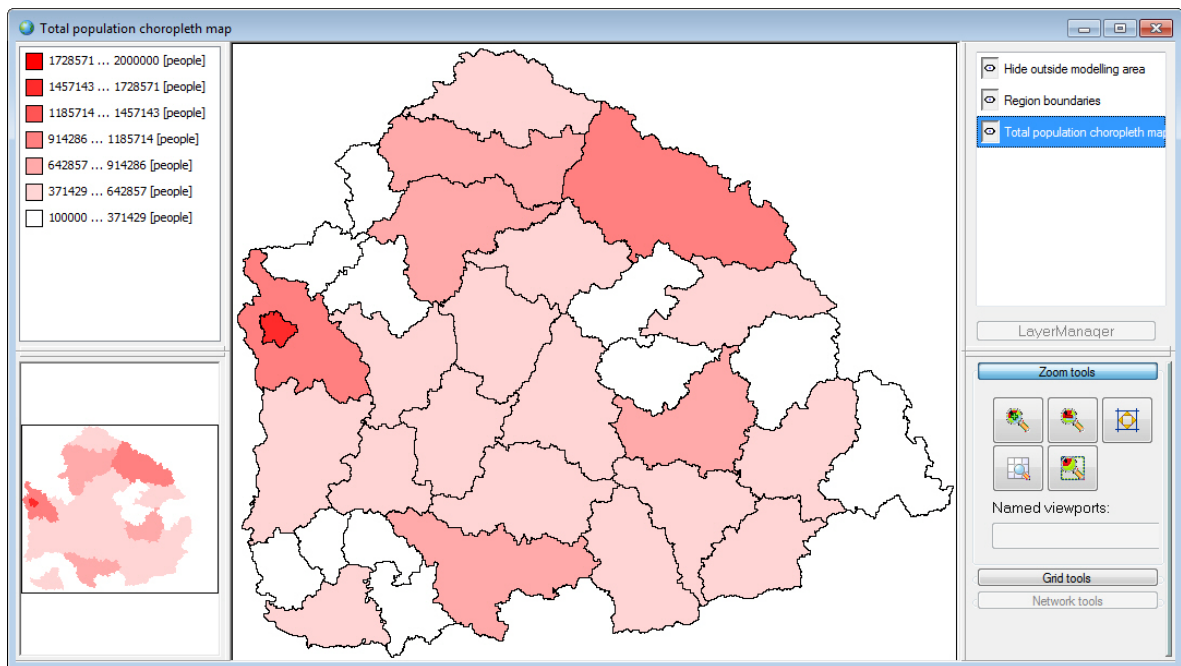 Total population choropleth map
1728571 ... 2000000 [people]
1457143 ... 1728571 [people]
1185714 ... 1457143 [people]
914286 ... 1185714 [people]
642857 ... 914286 [people]
371429 ... 642857 [people]
100000 ... 371429 [people]
Hide outside modelling area
Region boundaries
Total population choropleth map
LayerManager
Zoom tools
Named viewports:
Grid tools
Network tools